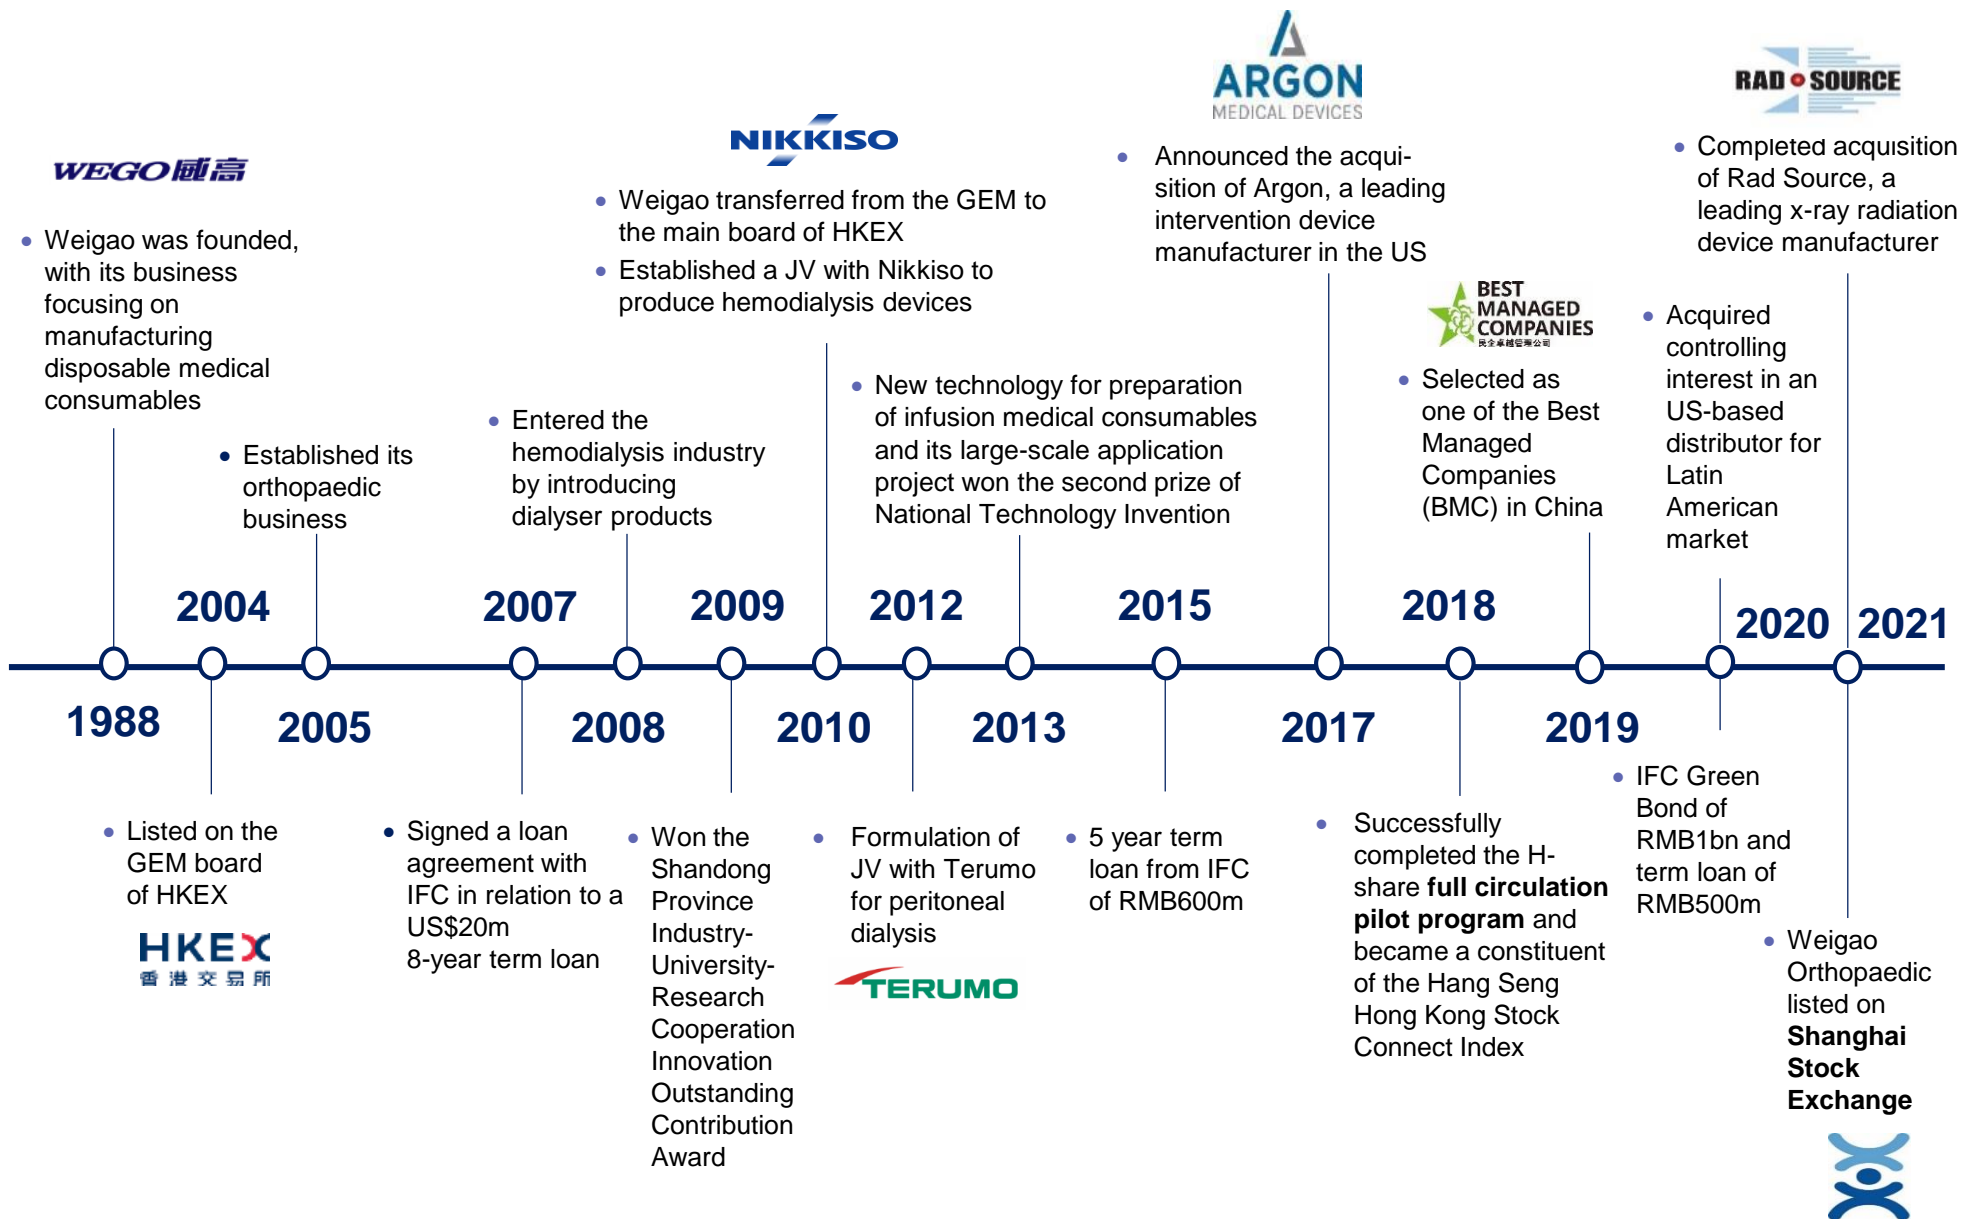 ARGON
MEDICAL DEVICES
RAD SOURCE
NIKKISO
WEGO威高
• Announced the acqui-
sition of Argon, a leading
intervention device
manufacturer in the US
• Completed acquisition
of Rad Source, a
leading x-ray radiation
device manufacturer
• Weigao transferred from the GEM to
the main board of HKEX
• Established a JV with Nikkiso to
produce hemodialysis devices
• Weigao was founded,
with its business
focusing on
manufacturing
disposable medical
consumables
BEST
MANAGED
COMPANIES
民企卓越管理公司
• Acquired
controlling
interest in an
US-based
distributor for
Latin
American
market
• Selected as
one of the Best
Managed
Companies
(BMC) in China
• New technology for preparation
of infusion medical consumables
and its large-scale application
project won the second prize of
National Technology Invention
• Entered the
hemodialysis industry
by introducing
dialyser products
• Established its
orthopaedic
business
2004
2007
2009
2012
2015
2018
2020
2021
1988
2005
2008
2010
2013
2017
2019
• Listed on the
GEM board
of HKEX
HKEX
香港交易所
• Signed a loan
agreement with
IFC in relation to a
US$20m
8-year term loan
• Won the
Shandong
Province
Industry-
University-
Research
Cooperation
Innovation
Outstanding
Contribution
Award
• Formulation of
JV with Terumo
for peritoneal
dialysis
TERUMO
• 5 year term
loan from IFC
of RMB600m
• Successfully
completed the H-
share full circulation
pilot program and
became a constituent
of the Hang Seng
Hong Kong Stock
Connect Index
• IFC Green
Bond of
RMB1bn and
term loan of
RMB500m
• Weigao
Orthopaedic
listed on
Shanghai
Stock
Exchange